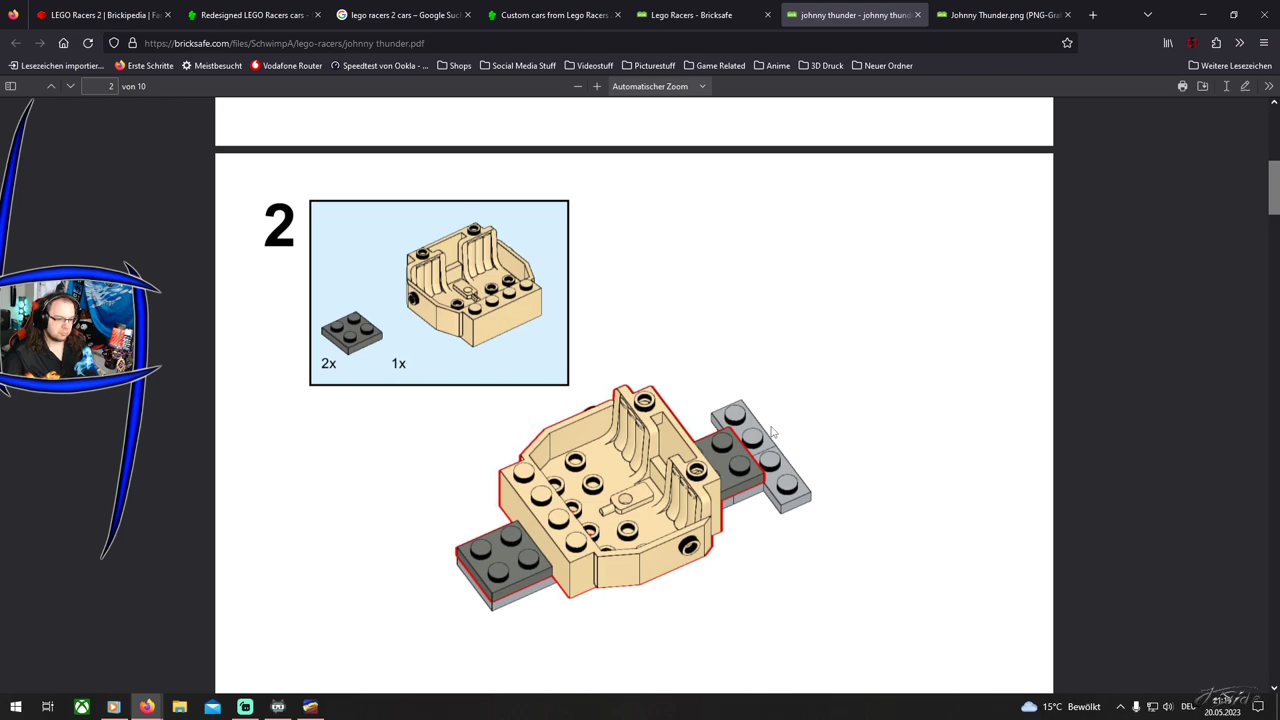 LEGO Racers 2 | Brickipedia | Fa
Redesigned LEGO Racers cars -
lego racers 2 cars – Google Suc
Custom cars from Lego Racers
Lego Racers - Bricksafe
johnny thunder - johnny thund
Johnny Thunder.png (PNG-Graf
https://bricksafe.com/files/SchwimpA/lego-racers/johnny thunder.pdf
Lesezeichen importier...
Erste Schritte
Meistbesucht
Vodafone Router
Speedtest von Ookla - ...
Shops
Social Media Stuff
Videostuff
Picturestuff
Game Related
Anime
3D Druck
Neuer Ordner
Weitere Lesezeichen
2 von 10
Automatischer Zoom
2
2x 1x
15°C Bewölkt
DE
20.05.2023